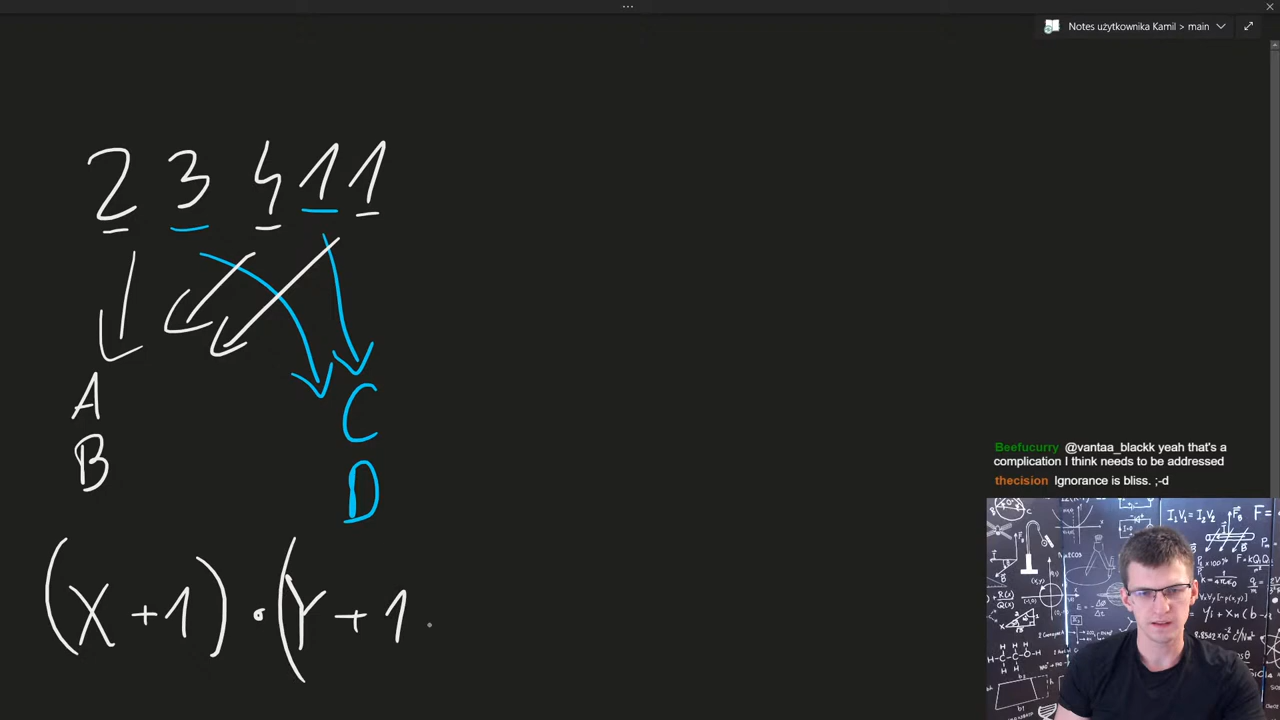 Notes użytkownika Kamil > main
2 3 4 1 1
A C
B D
(X + 1) · (Y + 1
Beefucurry @vantaa_blackk yeah that's a
complication I think needs to be addressed
thecision Ignorance is bliss. ;-d